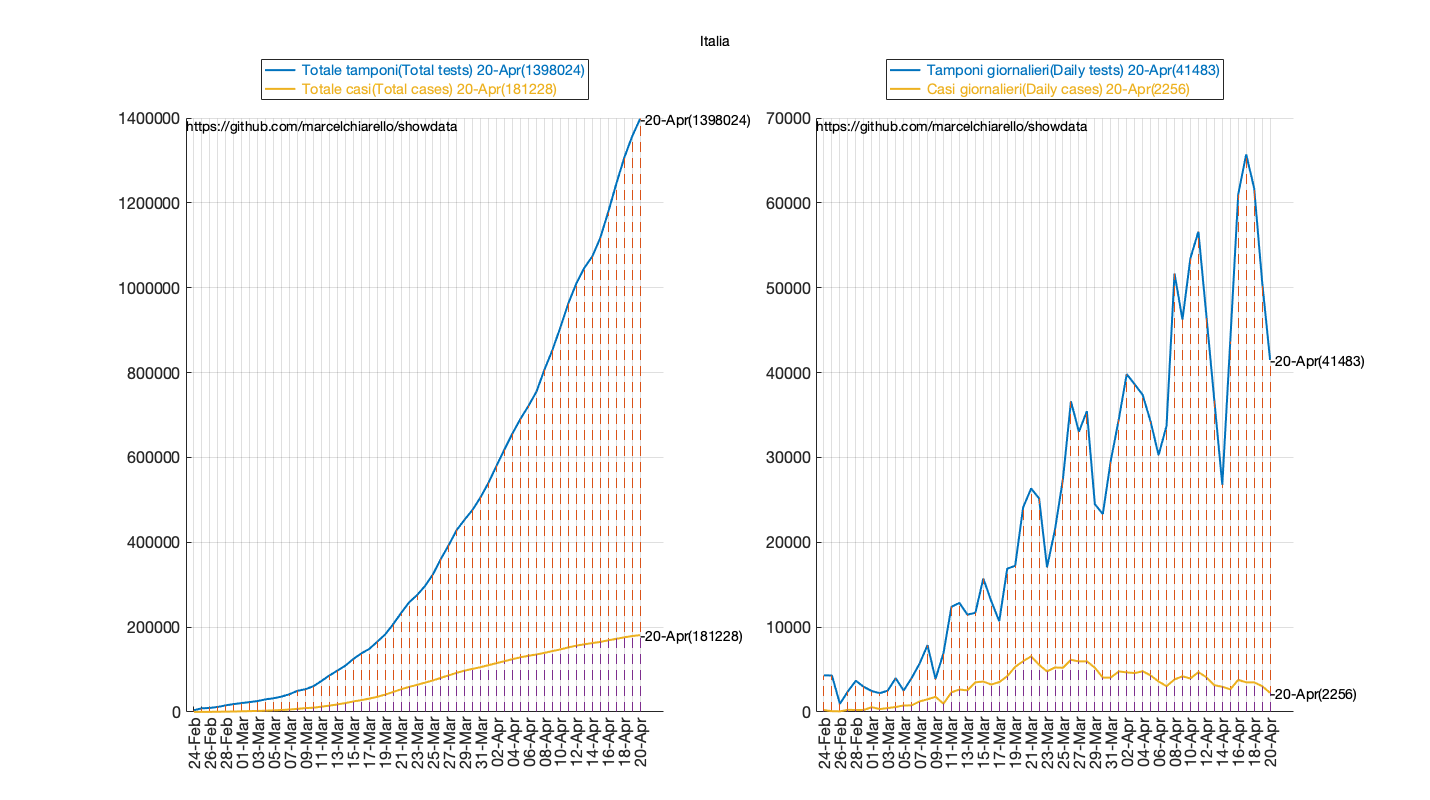 Italia
Totale tamponi(Total tests) 20-Apr(1398024)
Totale casi(Total cases) 20-Apr(181228)
https://github.com/marcelchiarello/showdata
1400000
1200000
1000000
800000
600000
400000
200000
0
-20-Apr(1398024)
-20-Apr(181228)
24-Feb
26-Feb
28-Feb
01-Mar
03-Mar
05-Mar
07-Mar
09-Mar
11-Mar
13-Mar
15-Mar
17-Mar
19-Mar
21-Mar
23-Mar
25-Mar
27-Mar
29-Mar
31-Mar
02-Apr
04-Apr
06-Apr
08-Apr
10-Apr
12-Apr
14-Apr
16-Apr
18-Apr
20-Apr
Tamponi giornalieri(Daily tests) 20-Apr(41483)
Casi giornalieri(Daily cases) 20-Apr(2256)
https://github.com/marcelchiarello/showdata
70000
60000
50000
40000
30000
20000
10000
0
-20-Apr(41483)
-20-Apr(2256)
24-Feb
26-Feb
28-Feb
01-Mar
03-Mar
05-Mar
07-Mar
09-Mar
11-Mar
13-Mar
15-Mar
17-Mar
19-Mar
21-Mar
23-Mar
25-Mar
27-Mar
29-Mar
31-Mar
02-Apr
04-Apr
06-Apr
08-Apr
10-Apr
12-Apr
14-Apr
16-Apr
18-Apr
20-Apr